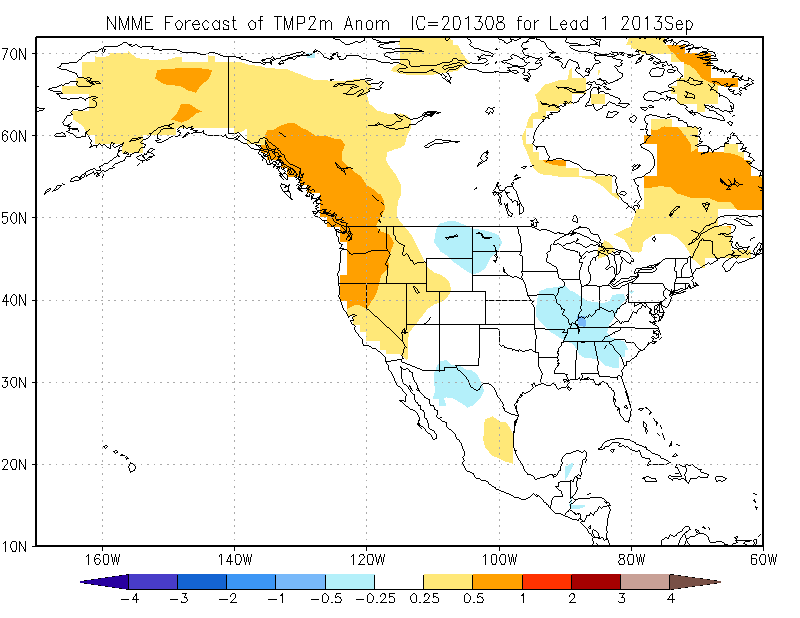 NMME Forecast of TMP2m Anom  IC=201308 for Lead 1 2013Sep
70N
60N
50N
40N
30N
20N
10N
160W 140W 120W 100W 80W 60W
-4 -3 -2 -1 -0.5 -0.25 0.25 0.5 1 2 3 4